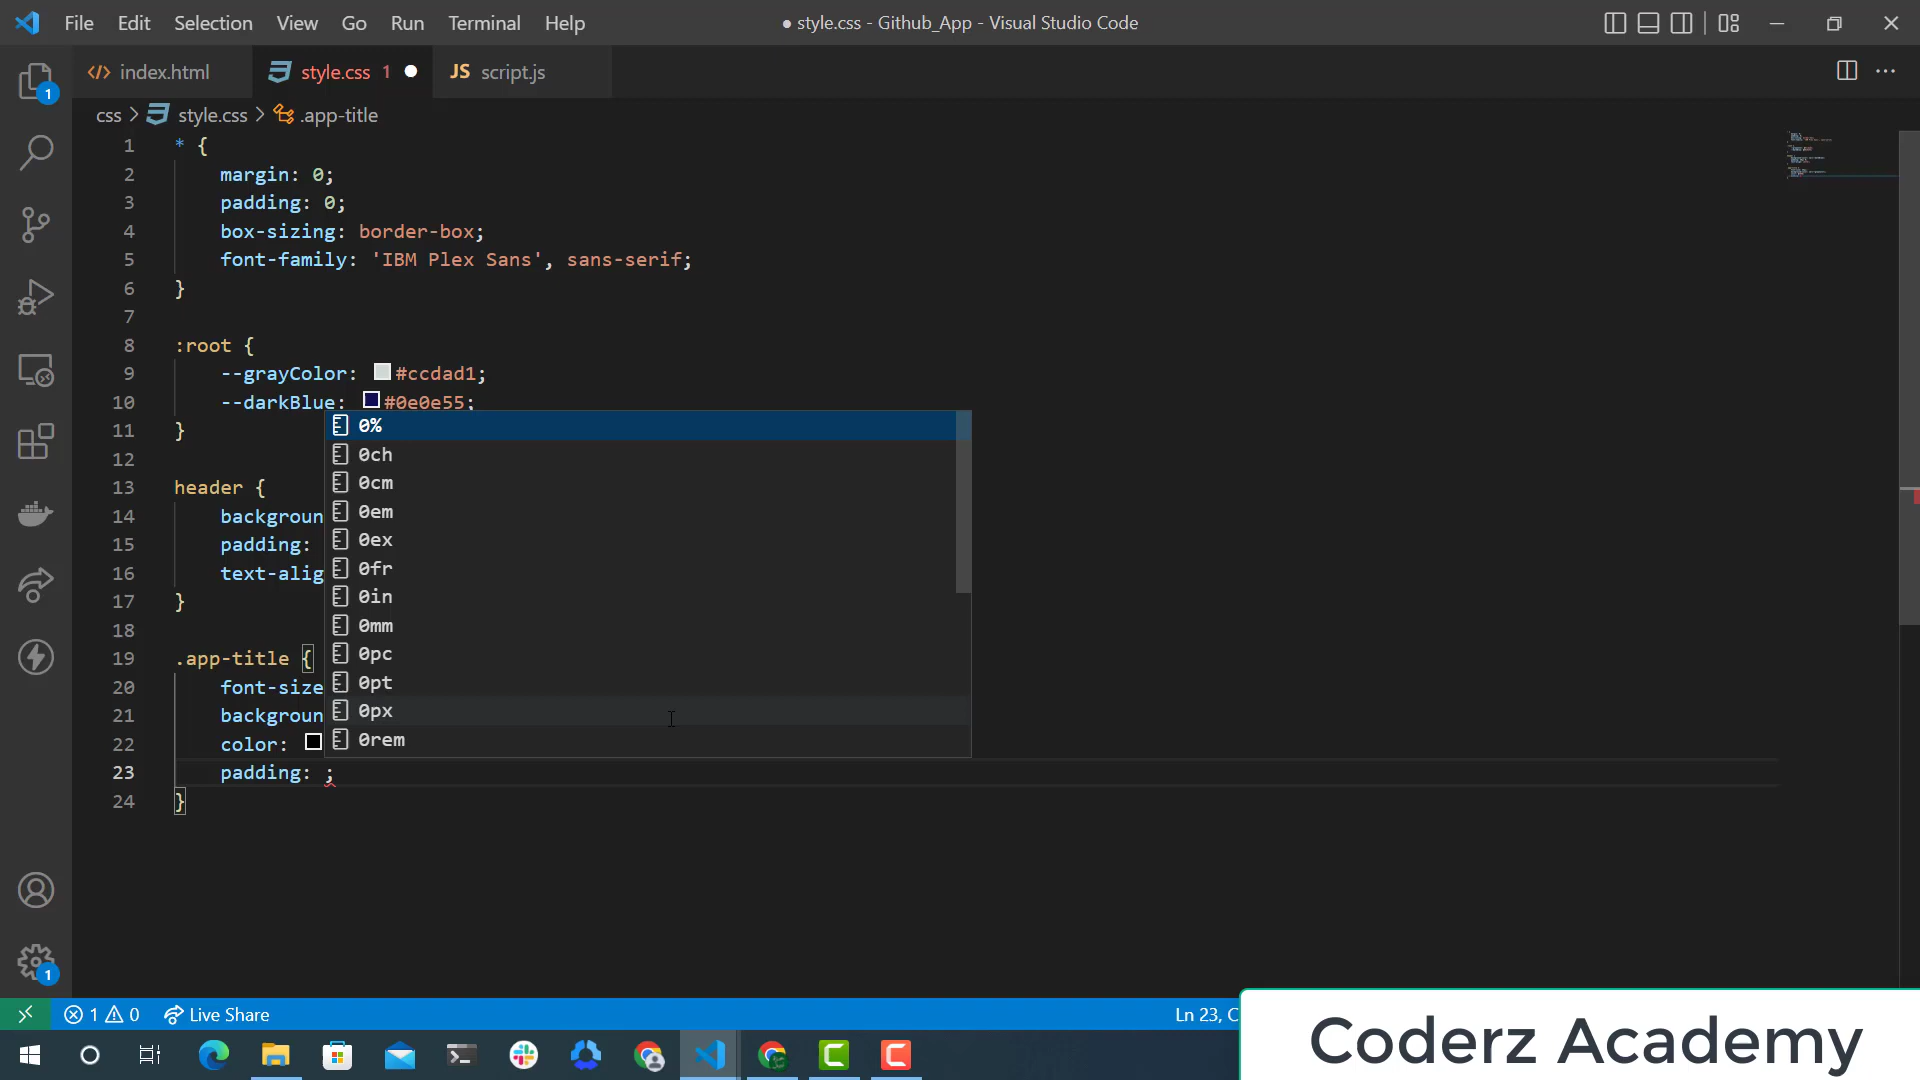 File Edit Selection View Go Run Terminal Help
● style.css - Github_App - Visual Studio Code
index.html
style.css 1 ●
JS script.js
css > style.css > .app-title
1 * {
2 margin: 0;
3 padding: 0;
4 box-sizing: border-box;
5 font-family: 'IBM Plex Sans', sans-serif;
6 }
7
8 :root {
9 --grayColor: #ccdad1;
10 --darkBlue: #0e0e55;
11 }
12
13 header {
14 backgroun
15 padding:
16 text-alig
17 }
18
19 .app-title {
20 font-size
21 backgroun
22 color:
23 padding: ;
24 }
0%
0ch
0cm
0em
0ex
0fr
0in
0mm
0pc
0pt
0px
0rem
1
1
1 0 Live Share
Ln 23, C
Coderz Academy